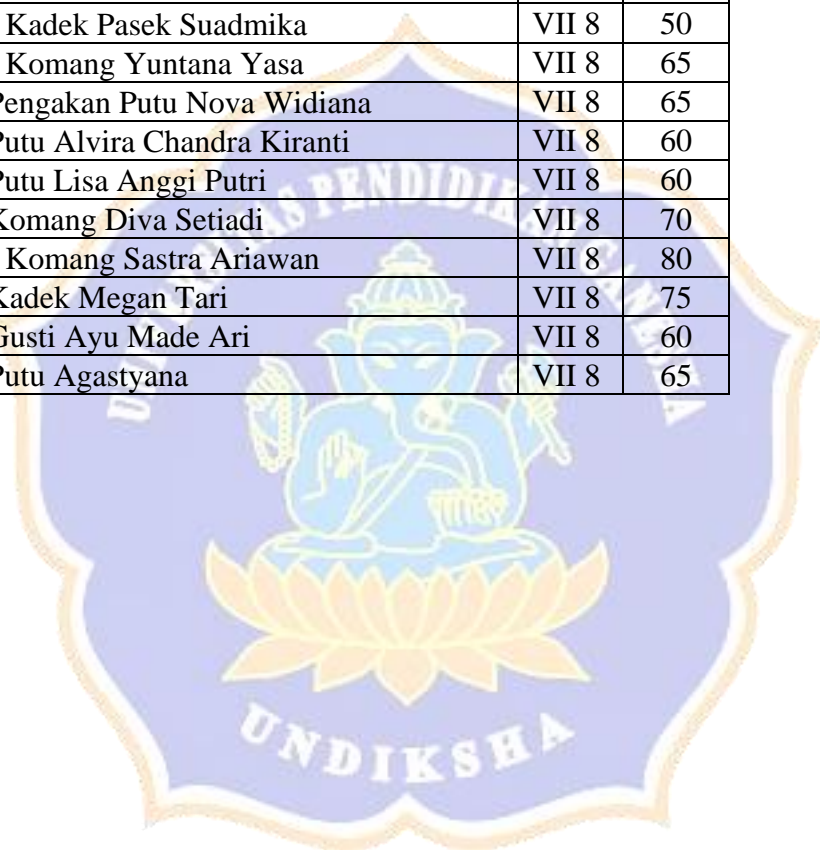 Kadek Pasek Suadmika VII 8 50
Komang Yuntana Yasa VII 8 65
Pengakan Putu Nova Widiana VII 8 65
Putu Alvira Chandra Kiranti VII 8 60
Putu Lisa Anggi Putri VII 8 60
Komang Diva Setiadi VII 8 70
Komang Sastra Ariawan VII 8 80
Kadek Megan Tari VII 8 75
Gusti Ayu Made Ari VII 8 60
Putu Agastyana VII 8 65
UNIVERSITAS PENDIDIKAN GANESHA
UNDIKSHA